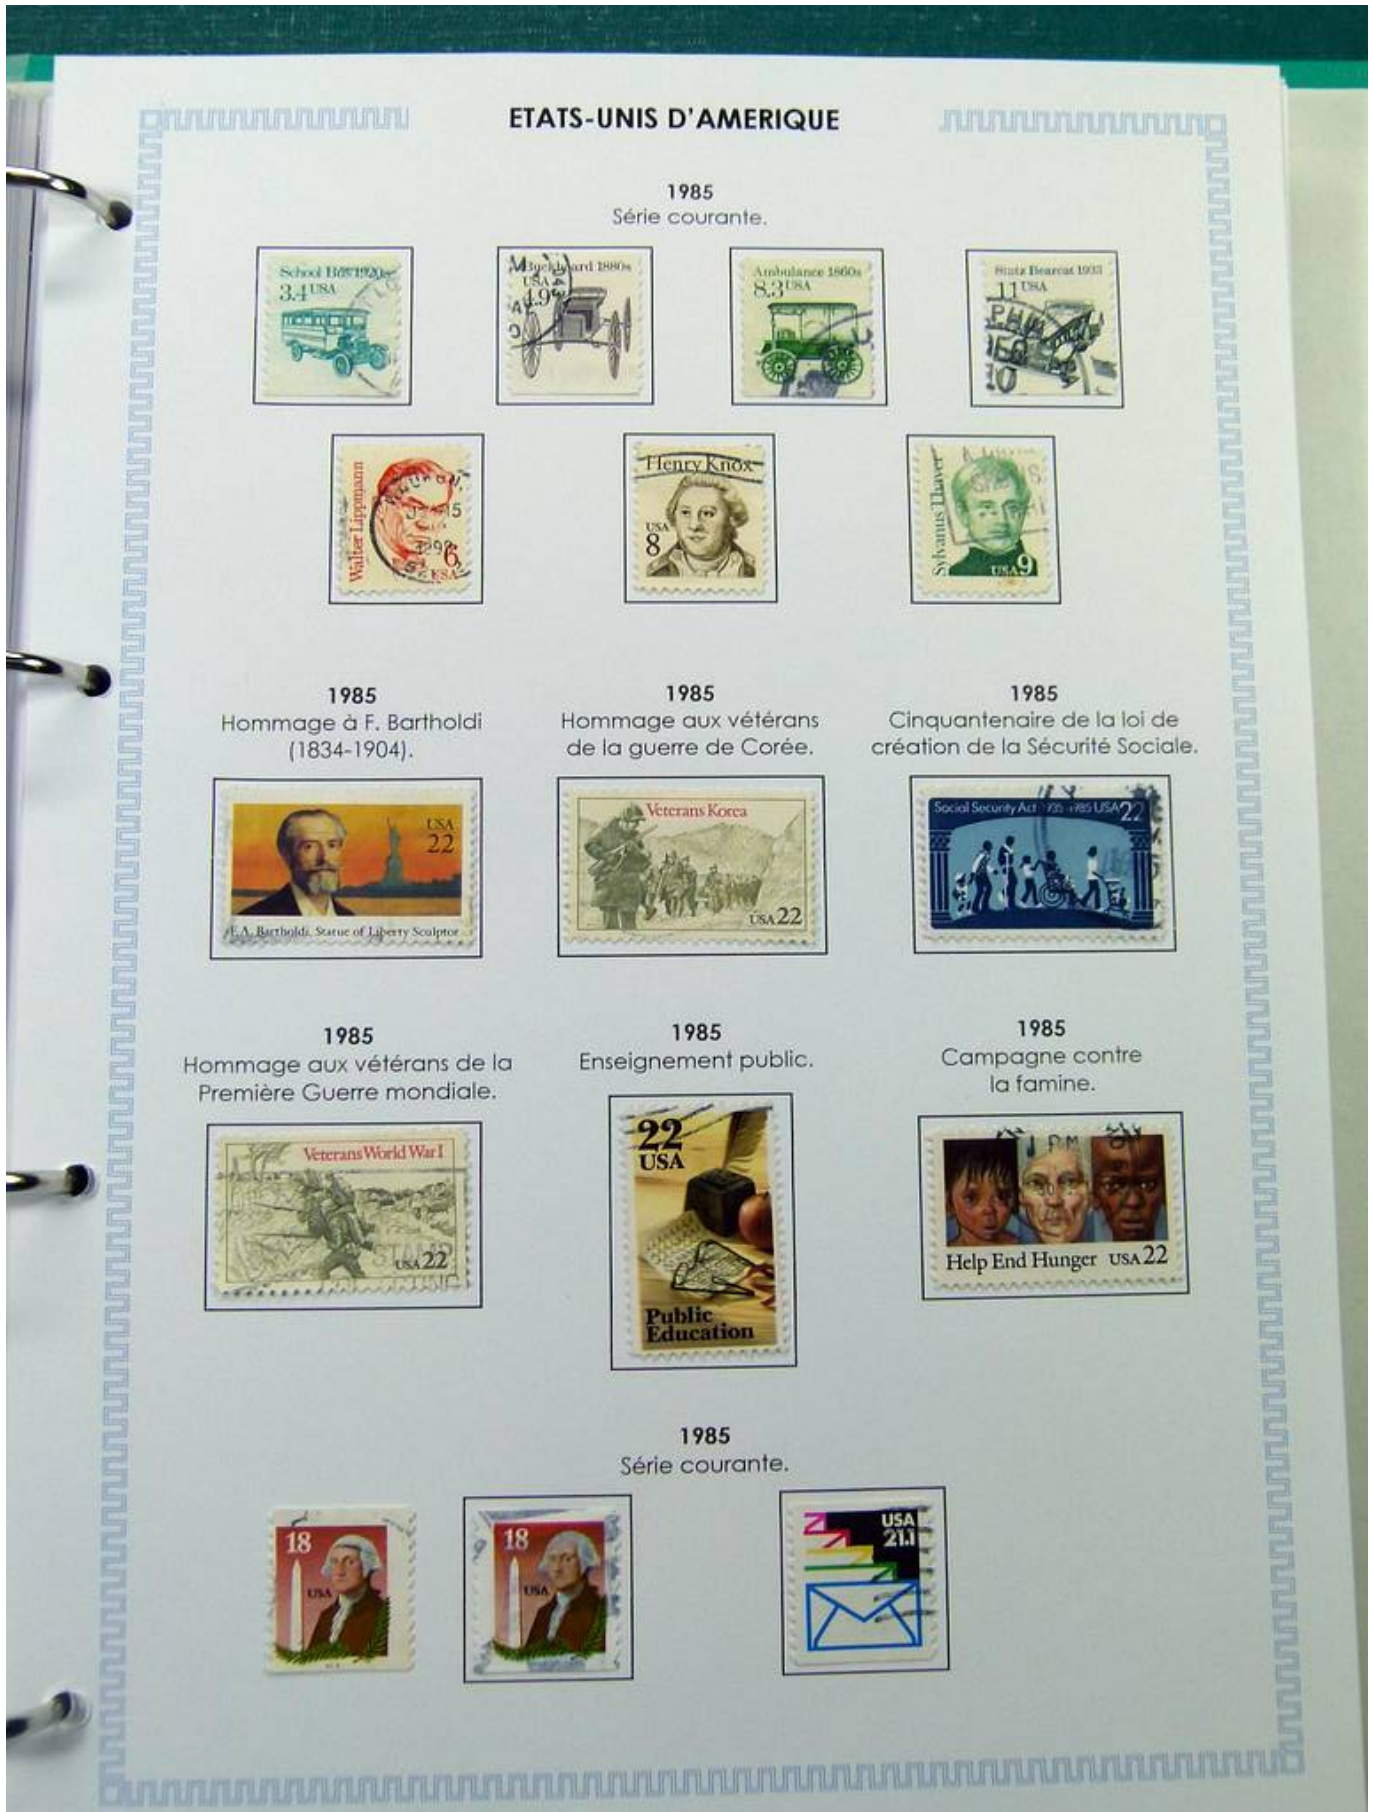 ETATS-UNIS D'AMERIQUE
1985
Série courante.
School Bus 1920s
3.4 USA
Buckboard 1880s
USA
4.9
Ambulance 1860s
8.3 USA
Stutz Bearcat 1933
11 USA
Walter Lippmann
6
USA
Henry Knox
USA
8
Sylvanus Thayer
USA 9
1985
Hommage à F. Bartholdi
(1834-1904).
USA
22
F.A. Bartholdi, Statue of Liberty Sculptor
1985
Hommage aux vétérans
de la guerre de Corée.
Veterans Korea
USA 22
1985
Cinquantenaire de la loi de
création de la Sécurité Sociale.
Social Security Act 1935-1985 USA 22
1985
Hommage aux vétérans de la
Première Guerre mondiale.
Veterans World War I
USA 22
1985
Enseignement public.
22
USA
Public
Education
1985
Campagne contre
la famine.
PM
Help End Hunger USA 22
1985
Série courante.
18
USA
18
USA
USA
21.1